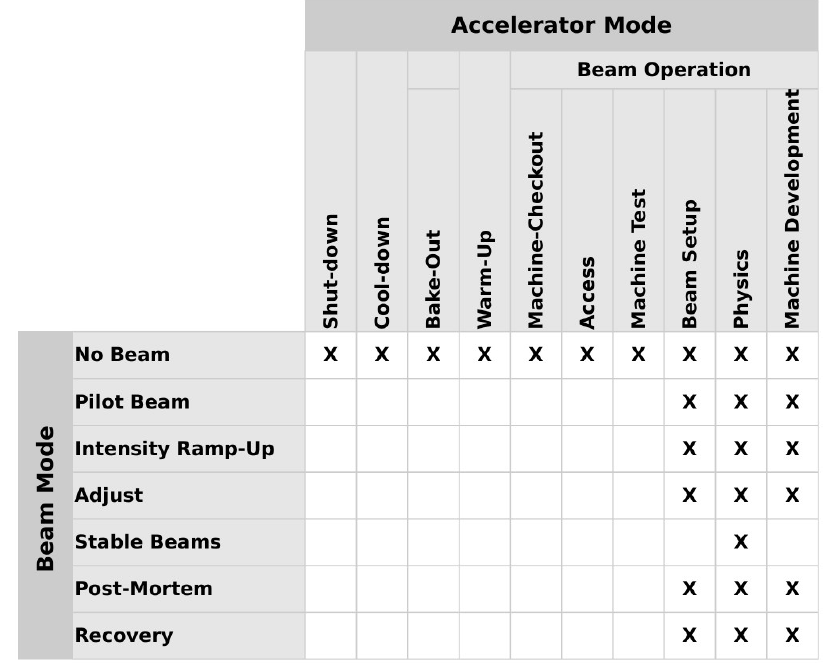 Accelerator Mode
Beam Operation
Shut-down
Cool-down
Bake-Out
Warm-Up
Machine-Checkout
Access
Machine Test
Beam Setup
Physics
Machine Development
Beam Mode
No Beam X X X X X X X X X X
Pilot Beam X X X
Intensity Ramp-Up X X X
Adjust X X X
Stable Beams X
Post-Mortem X X X
Recovery X X X